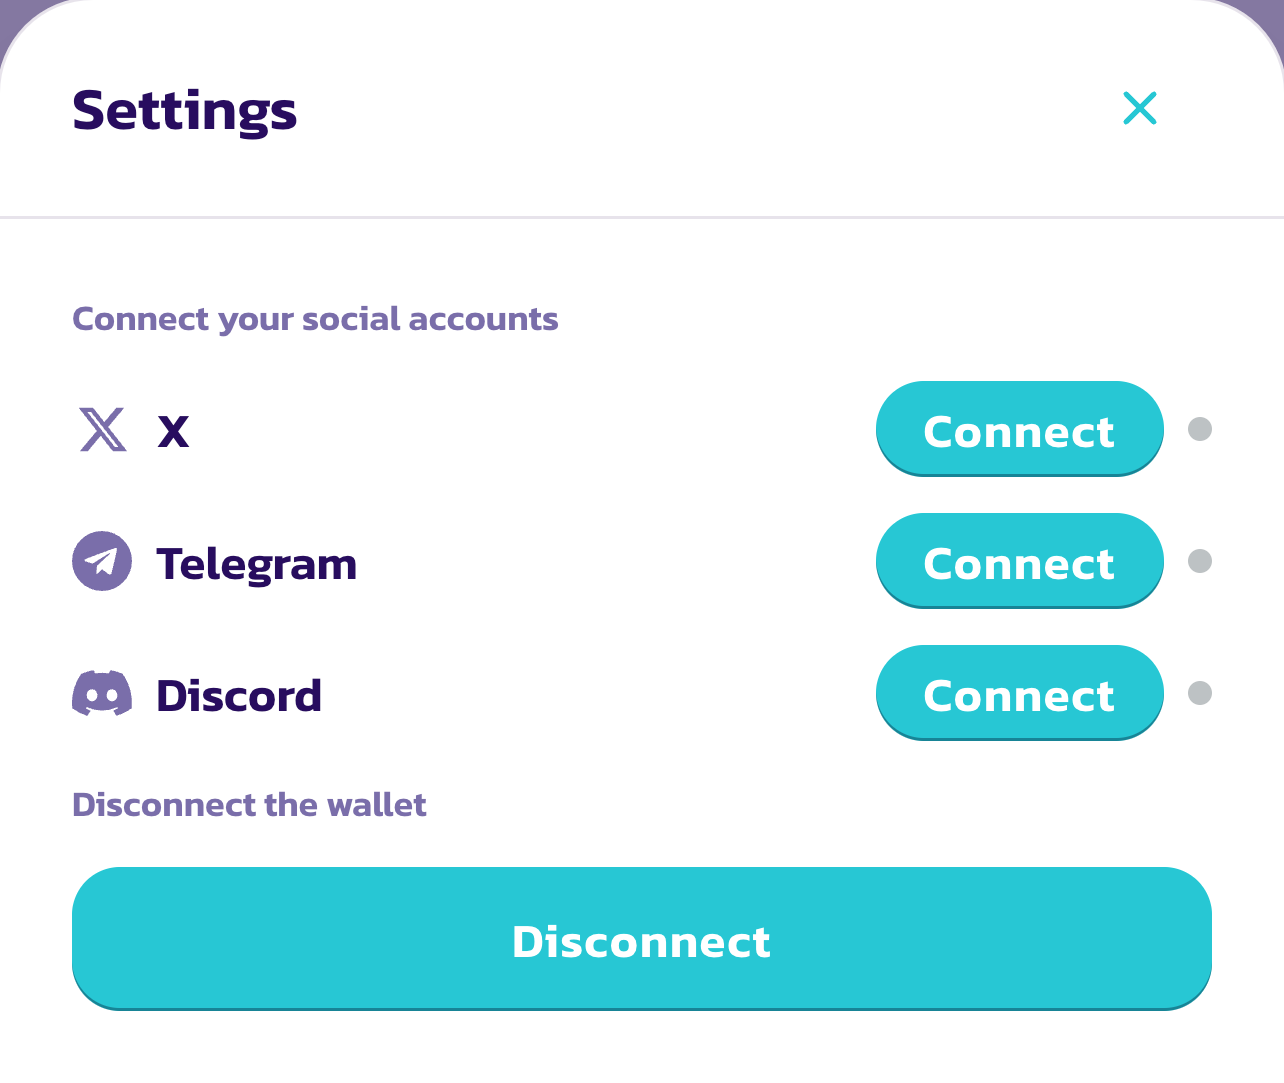 Settings
Connect your social accounts
X Connect
Telegram Connect
Discord Connect
Disconnect the wallet
Disconnect